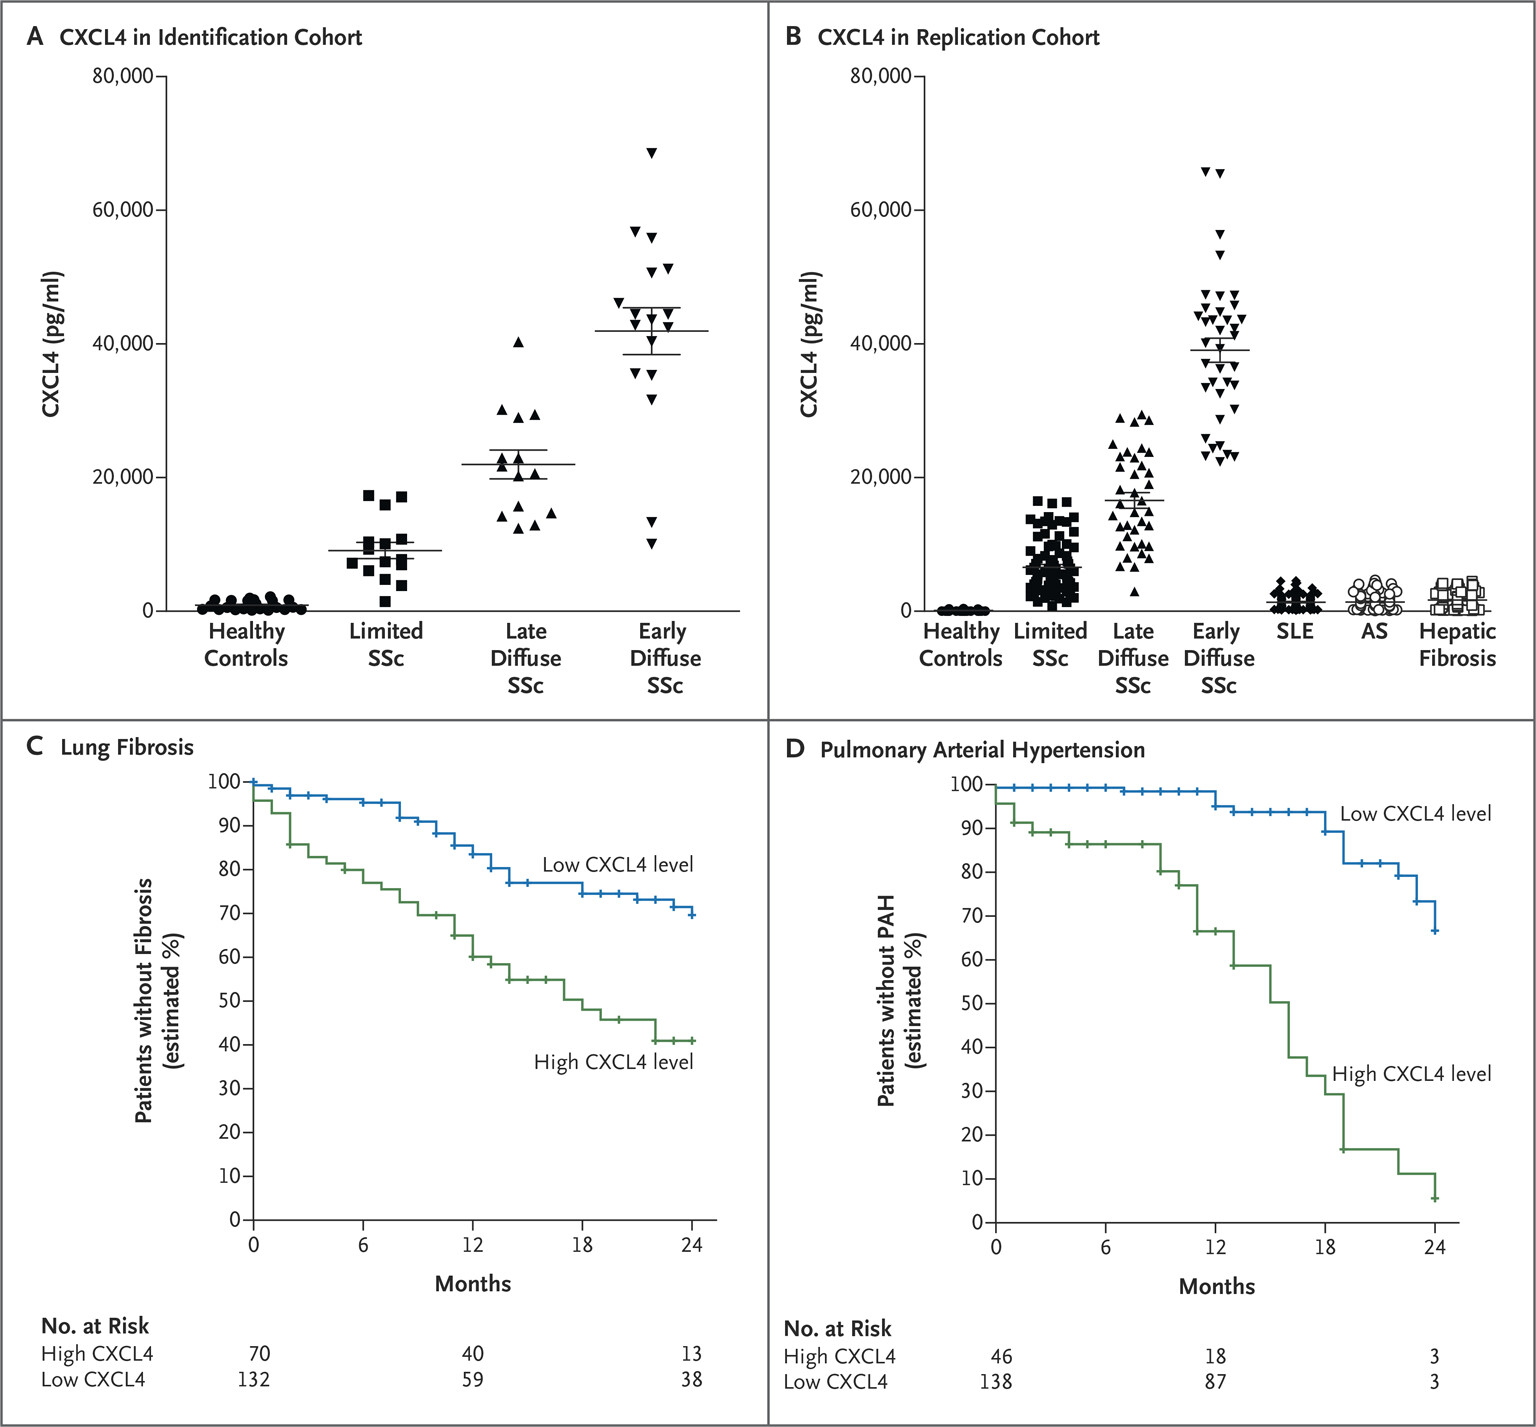 A CXCL4 in Identification Cohort
80,000
60,000
40,000
20,000
0
CXCL4 (pg/ml)
Healthy Controls
Limited SSc
Late Diffuse SSc
Early Diffuse SSc
B CXCL4 in Replication Cohort
80,000
60,000
40,000
20,000
0
CXCL4 (pg/ml)
Healthy Controls
Limited SSc
Late Diffuse SSc
Early Diffuse SSc
SLE
AS
Hepatic Fibrosis
C Lung Fibrosis
100
90
80
70
60
50
40
30
20
10
0
Patients without Fibrosis
(estimated %)
Low CXCL4 level
High CXCL4 level
0 6 12 18 24
Months
No. at Risk
High CXCL4 70 40 13
Low CXCL4 132 59 38
D Pulmonary Arterial Hypertension
100
90
80
70
60
50
40
30
20
10
0
Patients without PAH
(estimated %)
Low CXCL4 level
High CXCL4 level
0 6 12 18 24
Months
No. at Risk
High CXCL4 46 18 3
Low CXCL4 138 87 3